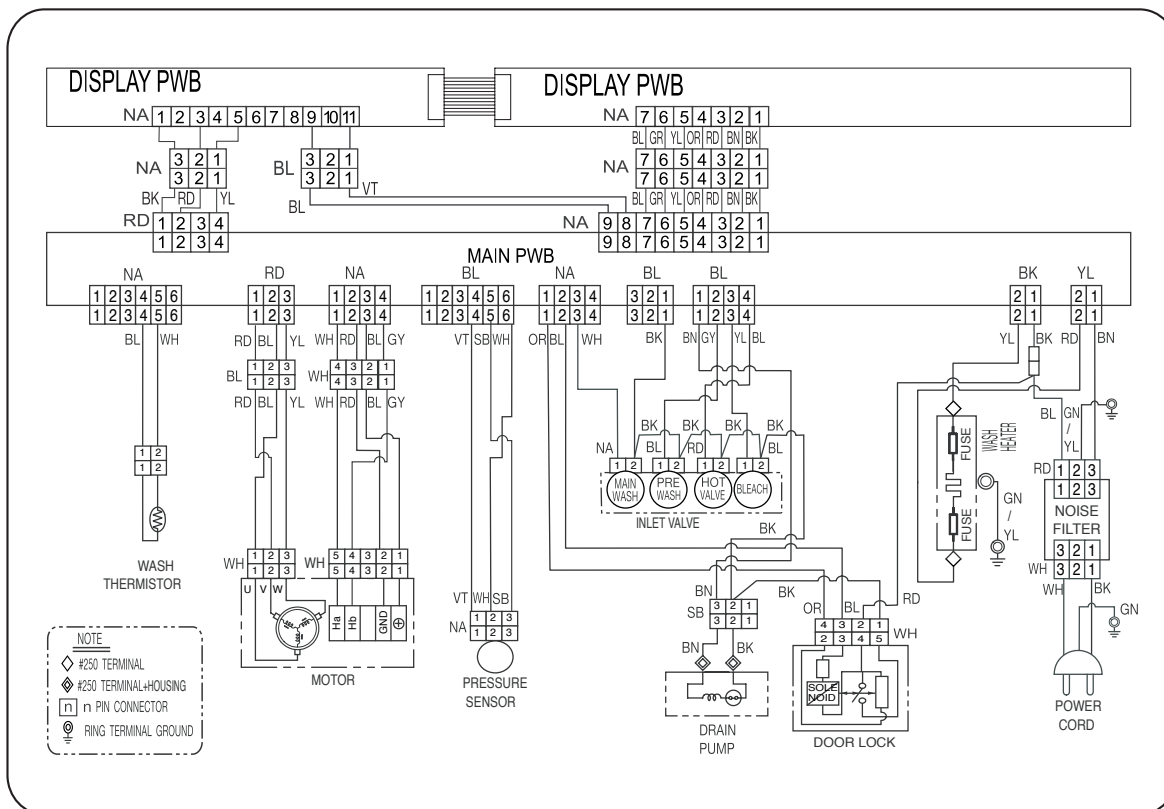 DISPLAY PWB
DISPLAY PWB
NA 1 2 3 4 5 6 7 8 9 10 11
NA 7 6 5 4 3 2 1
BL GR YL OR RD BN BK
NA 3 2 1
3 2 1
BL 3 2 1
3 2 1
NA 7 6 5 4 3 2 1
7 6 5 4 3 2 1
BK RD YL
BL
VT
BL GR YL OR RD BN BK
RD 1 2 3 4
1 2 3 4
NA 9 8 7 6 5 4 3 2 1
9 8 7 6 5 4 3 2 1
MAIN PWB
NA RD NA BL NA BL BL BK YL
1 2 3 4 5 6
1 2 3 4 5 6
1 2 3
1 2 3
1 2 3 4
1 2 3 4
1 2 3 4 5 6
1 2 3 4 5 6
1 2 3 4
1 2 3 4
3 2 1
3 2 1
1 2 3 4
1 2 3 4
2 1
2 1
2 1
2 1
BL WH
RD BL YL
WH RD BL GY
VT SB WH
OR BL WH
BK
BN GY YL BL
YL BK RD BN
BL 1 2 3
1 2 3
WH 4 3 2 1
4 3 2 1
RD BL YL
WH RD BL GY
1 2
1 2
WASH
THERMISTOR
WH 1 2 3
1 2 3
WH 5 4 3 2 1
5 4 3 2 1
U V W
Ha Hb GND
MOTOR
VT WH SB
NA 1 2 3
1 2 3
PRESSURE
SENSOR
BK BK BK
NA BL RD BL
1 2 1 2 1 2 1 2
MAIN
WASH
PRE
WASH
HOT
VALVE
BLEACH
INLET VALVE
BK
BN BK
SB 3 2 1
3 2 1
BN BK
DRAIN
PUMP
OR BL RD
4 3 2 1
2 3 4 5
WH
SOLE
NOID
DOOR LOCK
FUSE
FUSE
WASH HEATER
GN
/
YL
BL GN
/
YL
RD 1 2 3
1 2 3
NOISE
FILTER
WH 3 2 1
3 2 1
WH BK
GN
POWER
CORD
NOTE
#250 TERMINAL
#250 TERMINAL+HOUSING
n n PIN CONNECTOR
RING TERMINAL GROUND